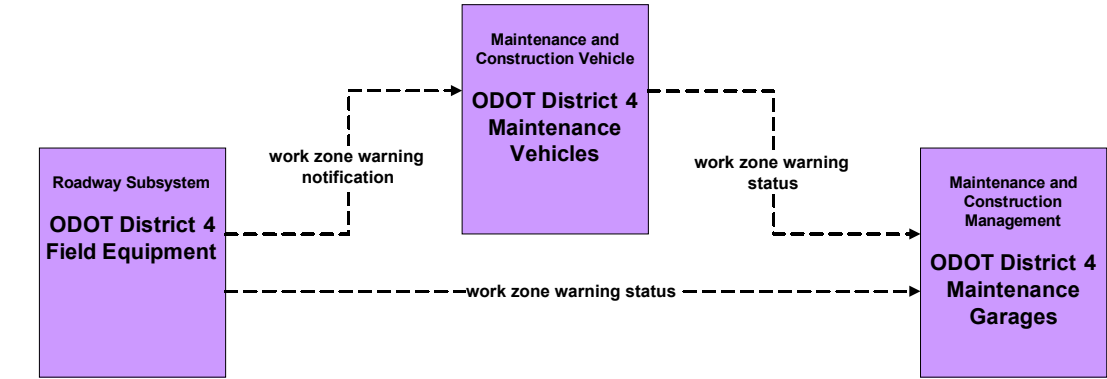 Maintenance and
Construction Vehicle
ODOT District 4
Maintenance
Vehicles
work zone warning
notification
work zone warning
status
Roadway Subsystem
ODOT District 4
Field Equipment
Maintenance and
Construction
Management
ODOT District 4
Maintenance
Garages
work zone warning status